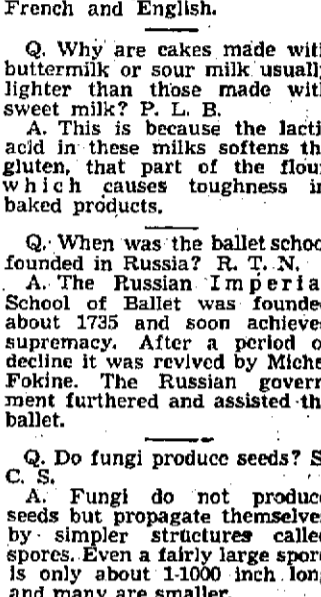 French and English.
Q. Why are cakes made wit
buttermilk or sour milk usuall
lighter than those made wit
sweet milk? P. L. B.
A. This is because the lacti
acid in these milks softens th
gluten, that part of the flou
which causes toughness i
baked products.
Q. When was the ballet schoo
founded in Russia? R. T. N.
A. The Russian Imperia
School of Ballet was founde
about 1735 and soon achieve
supremacy. After a period o
decline it was revived by Miche
Fokine. The Russian govern
ment furthered and assisted th
ballet.
Q. Do fungi produce seeds? S
C. S.
A. Fungi do not produc
seeds but propagate themselve
by simpler structures calle
spores. Even a fairly large spor
is only about 1-1000 inch lon
and many are smaller.